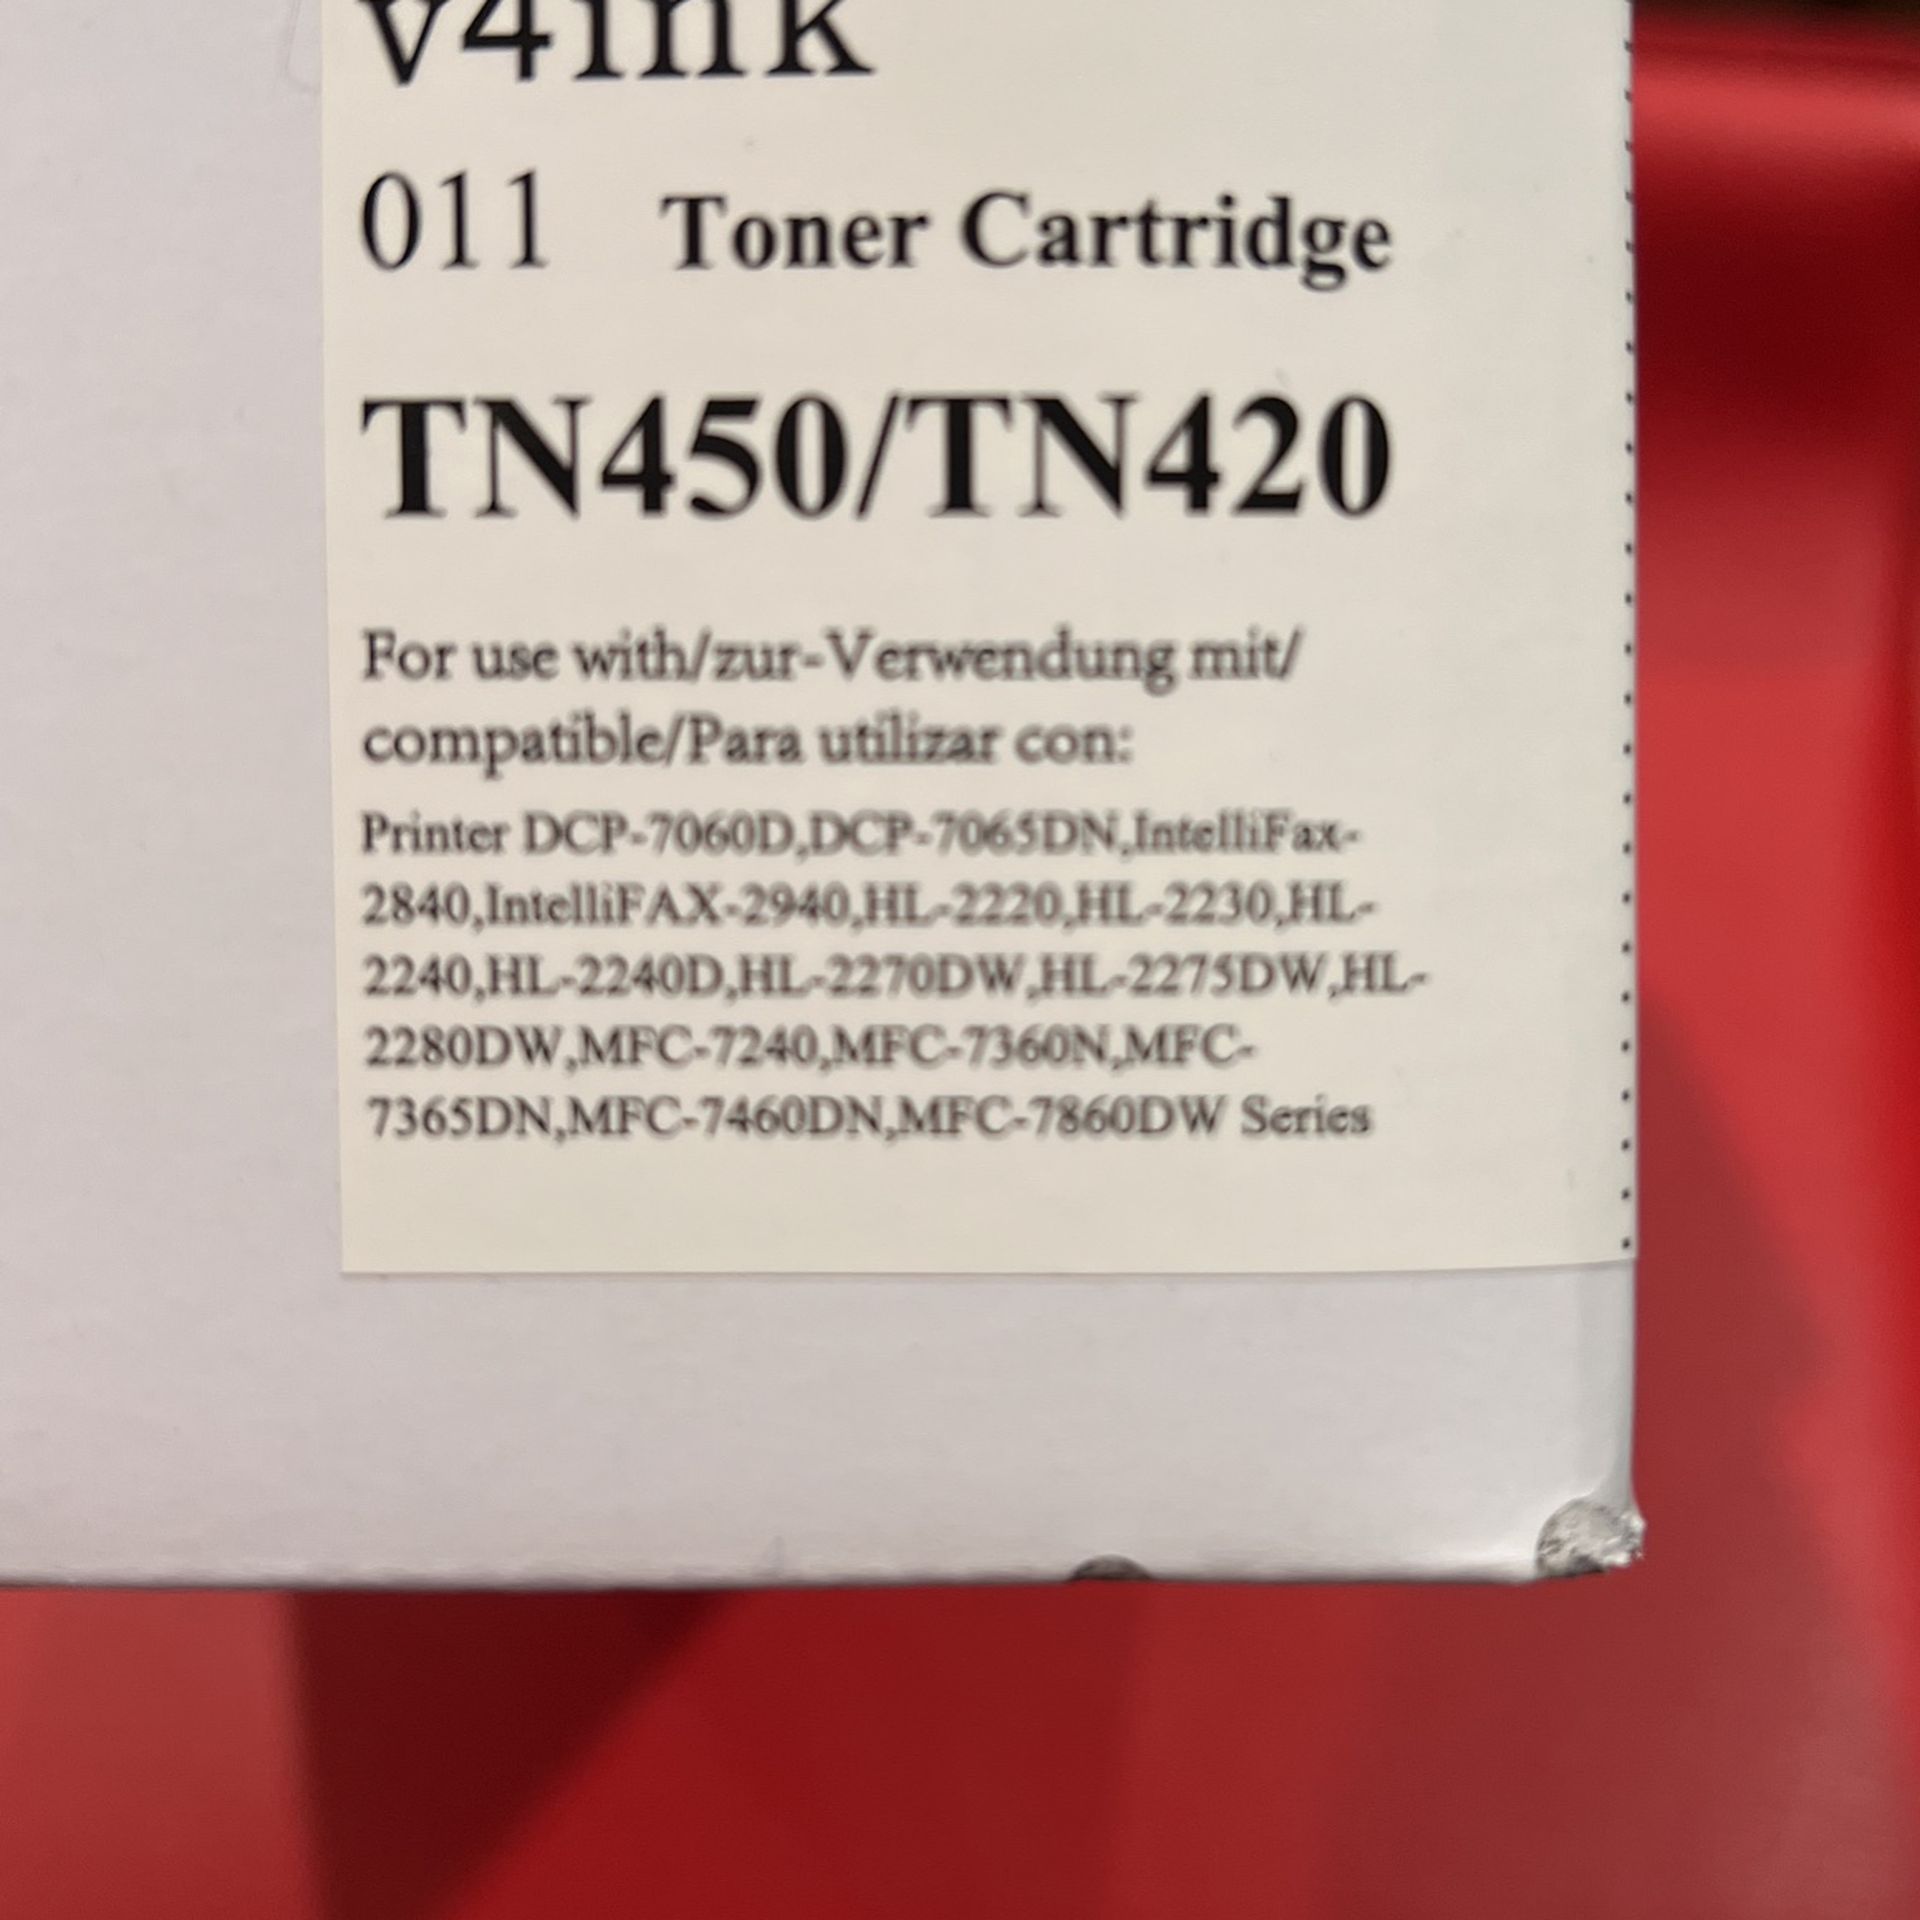 v4ink
011 Toner Cartridge
TN450/TN420
For use with/zur-Verwendung mit/
compatible/Para utilizar con:
Printer DCP-7060D,DCP-7065DN,IntelliFax-
2840,IntelliFAX-2940,HL-2220,HL-2230,HL-
2240,HL-2240D,HL-2270DW,HL-2275DW,HL-
2280DW,MFC-7240,MFC-7360N,MFC-
7365DN,MFC-7460DN,MFC-7860DW Series